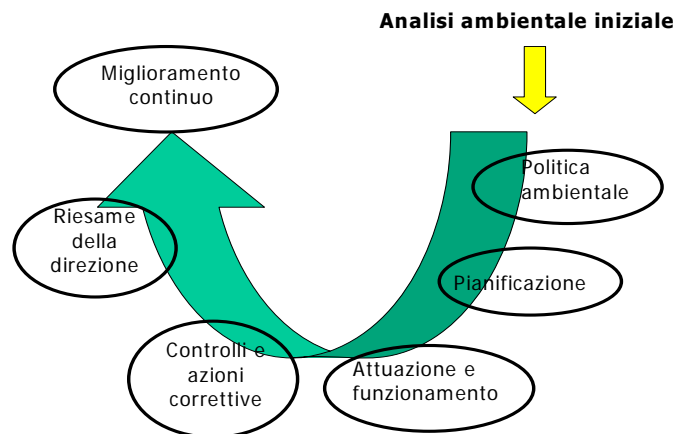 Analisi ambientale iniziale
Miglioramento
continuo
Politica
ambientale
Riesame
della
direzione
Pianificazione
Controlli e
azioni
correttive
Attuazione e
funzionamento